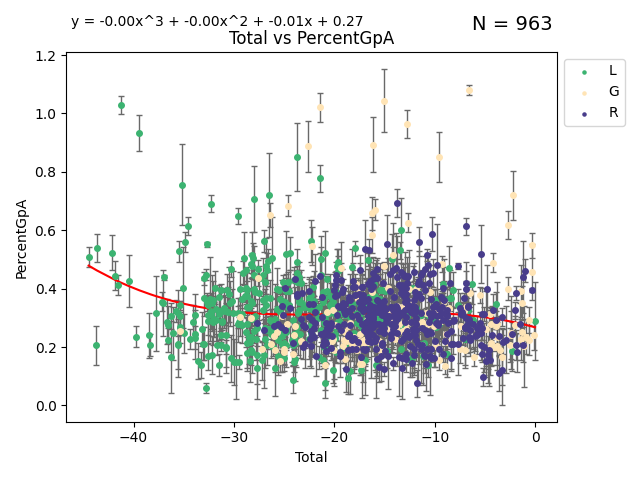 y = -0.00x^3 + -0.00x^2 + -0.01x + 0.27
N = 963
Total vs PercentGpA
L
G
R
PercentGpA
1.2
1.0
0.8
0.6
0.4
0.2
0.0
−40
−30
−20
−10
0
Total